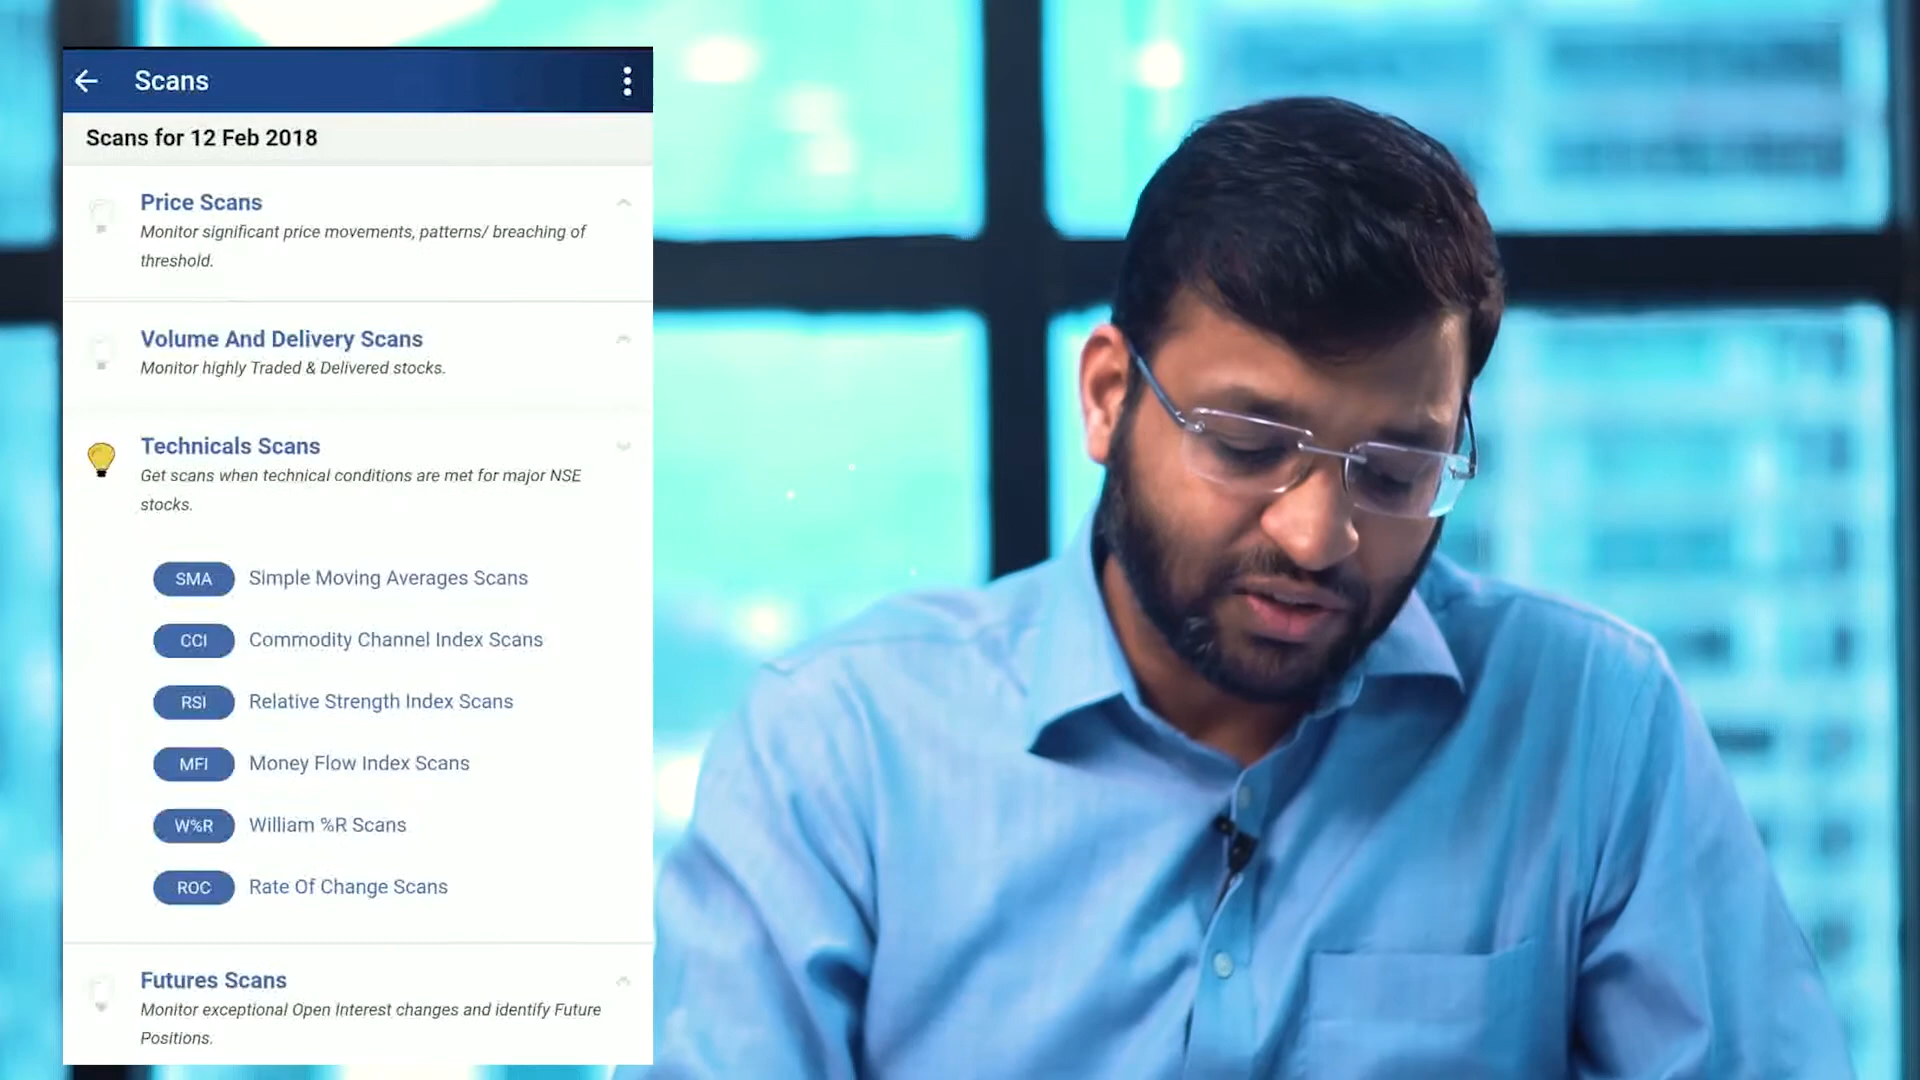 Scans
Scans for 12 Feb 2018
Price Scans
Monitor significant price movements, patterns/ breaching of
threshold.
Volume And Delivery Scans
Monitor highly Traded & Delivered stocks.
Technicals Scans
Get scans when technical conditions are met for major NSE
stocks.
SMA Simple Moving Averages Scans
CCI Commodity Channel Index Scans
RSI Relative Strength Index Scans
MFI Money Flow Index Scans
W%R William %R Scans
ROC Rate Of Change Scans
Futures Scans
Monitor exceptional Open Interest changes and identify Future
Positions.